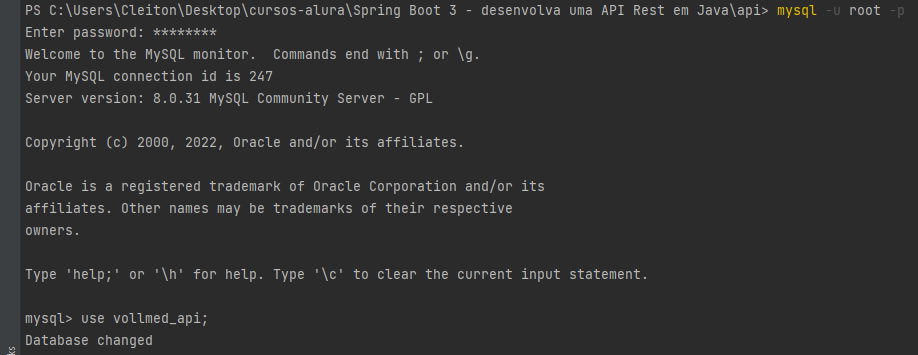 PS C:\Users\Cleiton\Desktop\cursos-alura\Spring Boot 3 - desenvolva uma API Rest em Java\api> mysql -u root -p
Enter password: ********
Welcome to the MySQL monitor.  Commands end with ; or \g.
Your MySQL connection id is 247
Server version: 8.0.31 MySQL Community Server - GPL
Copyright (c) 2000, 2022, Oracle and/or its affiliates.
Oracle is a registered trademark of Oracle Corporation and/or its
affiliates. Other names may be trademarks of their respective
owners.
Type 'help;' or '\h' for help. Type '\c' to clear the current input statement.
mysql> use vollmed_api;
Database changed